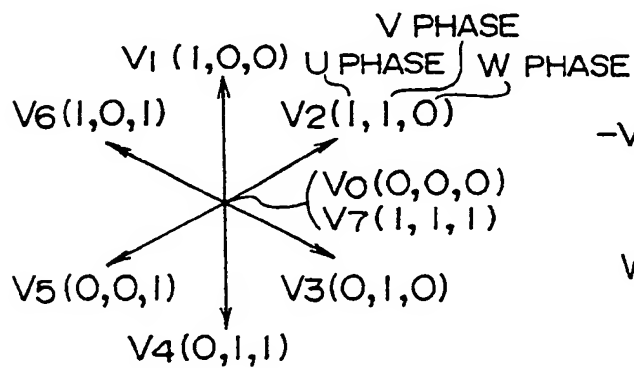 V PHASE
V1 (1,0,0) U PHASE W PHASE
V6(1,0,1) V2(1,1,0)
-V
V0(0,0,0)
V7(1,1,1)
W
V5(0,0,1) V3(0,1,0)
V4(0,1,1)